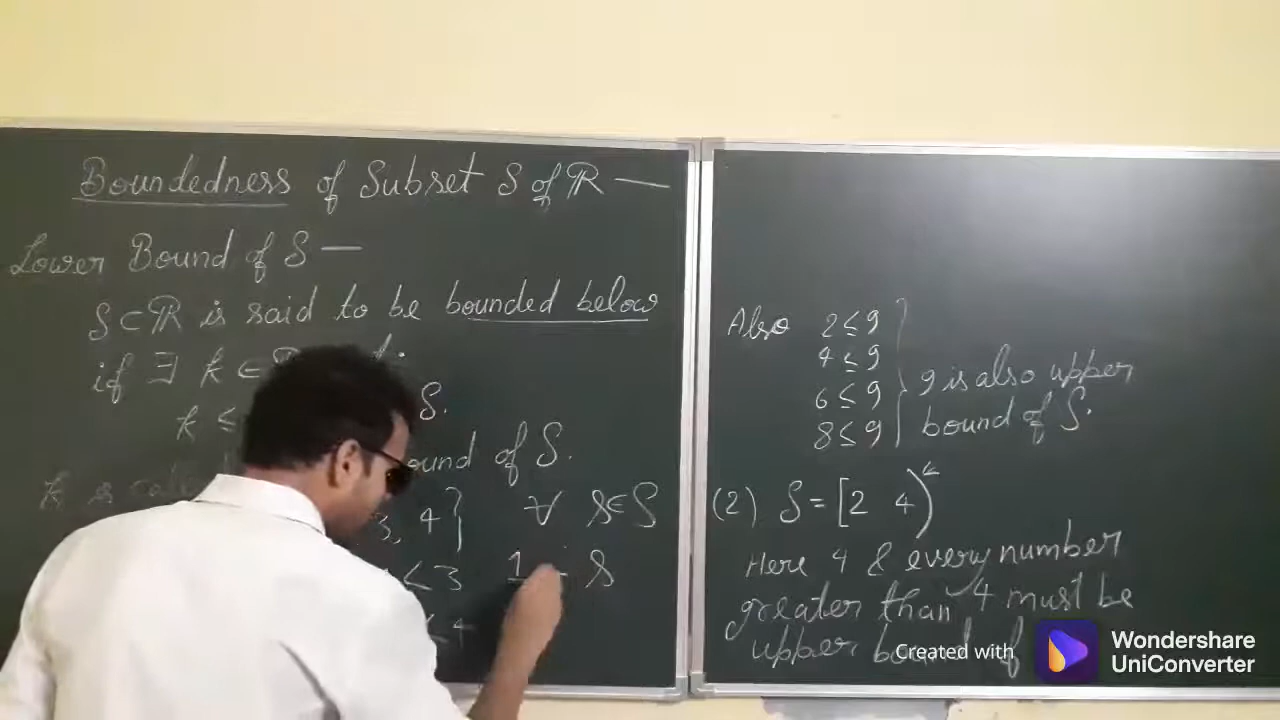 Boundedness of Subset S of ℝ —
Lower Bound of S —
S ⊂ ℝ is said to be bounded below
if ∃ k ∈
k ≤ S.
k is ound of S.
3, 4} ∀ s ∈ S
< 3 1 S
≤ 4
Also 2 ≤ 9
4 ≤ 9
6 ≤ 9
8 ≤ 9
9 is also upper
bound of S.
(2) S = [2 4)
Here 4 & every number
greater than 4 must be
upper bound of
Created with Wondershare
UniConverter